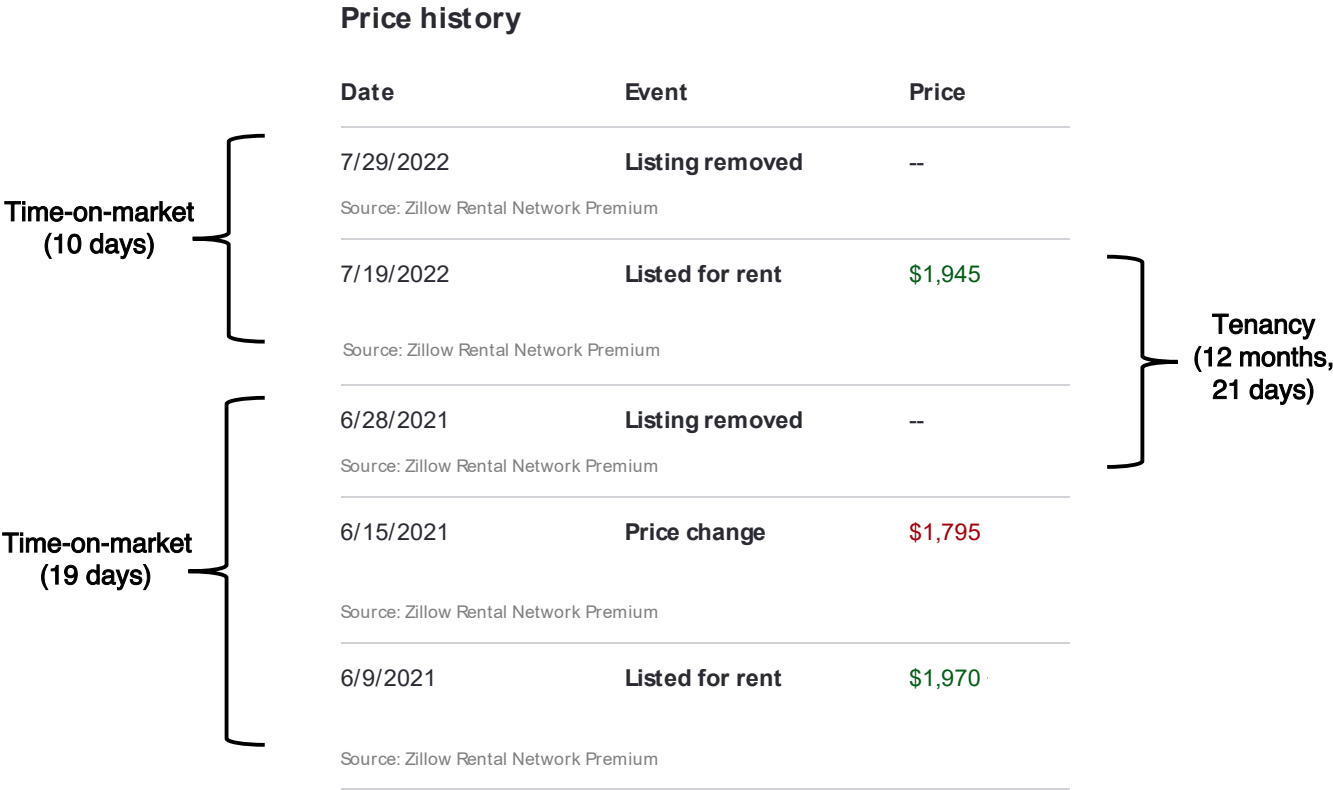 Price history
Date Event Price
7/29/2022 Listing removed --
Source: Zillow Rental Network Premium
Time-on-market
(10 days)
7/19/2022 Listed for rent $1,945
Source: Zillow Rental Network Premium
Tenancy
(12 months,
21 days)
6/28/2021 Listing removed --
Source: Zillow Rental Network Premium
6/15/2021 Price change $1,795
Time-on-market
(19 days)
Source: Zillow Rental Network Premium
6/9/2021 Listed for rent $1,970
Source: Zillow Rental Network Premium